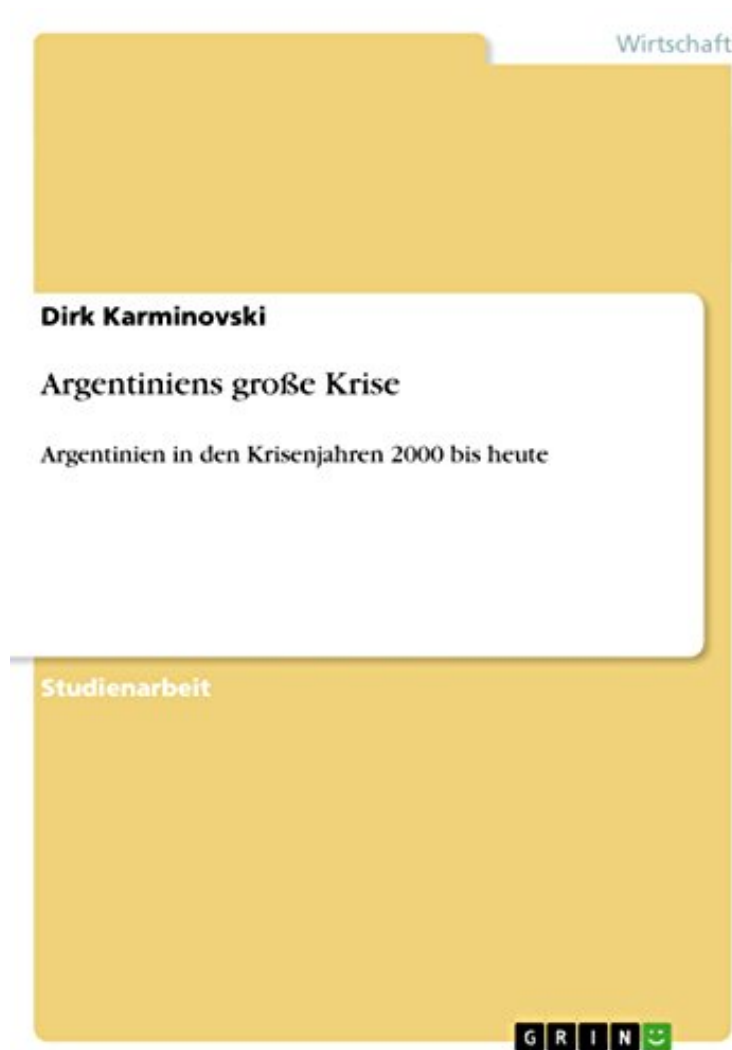 Wirtschaft
Dirk Karminovski
Argentiniens große Krise
Argentinien in den Krisenjahren 2000 bis heute
Studienarbeit
GRIN